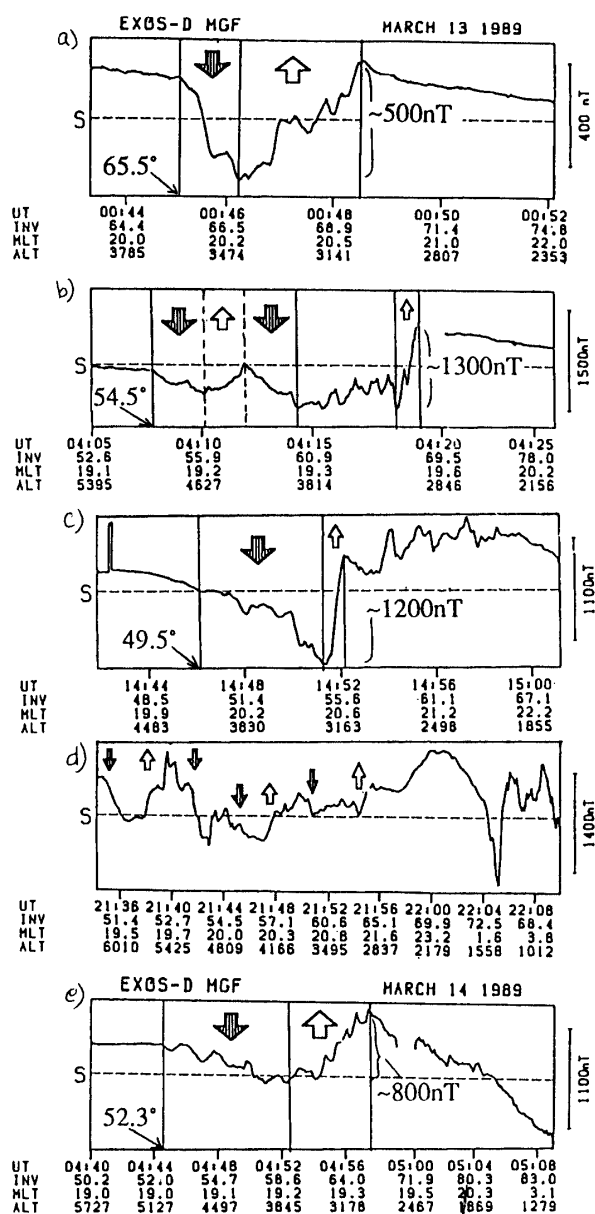 EXOS-D MGF MARCH 13 1989
a)
S
~500nT
400 nT
65.5°
UT 00:44 00:46 00:48 00:50 00:52
INV 64.4 66.5 68.9 71.4 74.8
MLT 20.0 20.2 20.5 21.0 22.0
ALT 3785 3474 3141 2807 2353
b)
S
~1300nT
1500nT
54.5°
UT 04:05 04:10 04:15 04:20 04:25
INV 52.6 55.9 60.9 69.5 78.0
MLT 19.1 19.2 19.3 19.6 20.2
ALT 5395 4627 3814 2846 2156
c)
S
~1200nT
1100nT
49.5°
UT 14:44 14:48 14:52 14:56 15:00
INV 48.5 51.4 55.6 61.1 67.1
MLT 19.9 20.2 20.6 21.2 22.2
ALT 4483 3830 3163 2498 1855
d)
S
1400nT
UT 21:36 21:40 21:44 21:48 21:52 21:56 22:00 22:04 22:08
INV 51.4 52.7 54.5 57.1 60.6 65.1 69.9 72.5 68.4
MLT 19.5 19.7 20.0 20.3 20.8 21.6 23.2 1.6 3.8
ALT 6010 5425 4809 4166 3495 2837 2179 1558 1012
EXOS-D MGF MARCH 14 1989
e)
S
~800nT
1100nT
52.3°
UT 04:40 04:44 04:48 04:52 04:56 05:00 05:04 05:08
INV 50.2 52.0 54.7 58.6 64.0 71.9 80.3 83.0
MLT 19.0 19.0 19.1 19.2 19.3 19.5 20.3 3.1
ALT 5727 5127 4497 3845 3178 2467 1869 1279